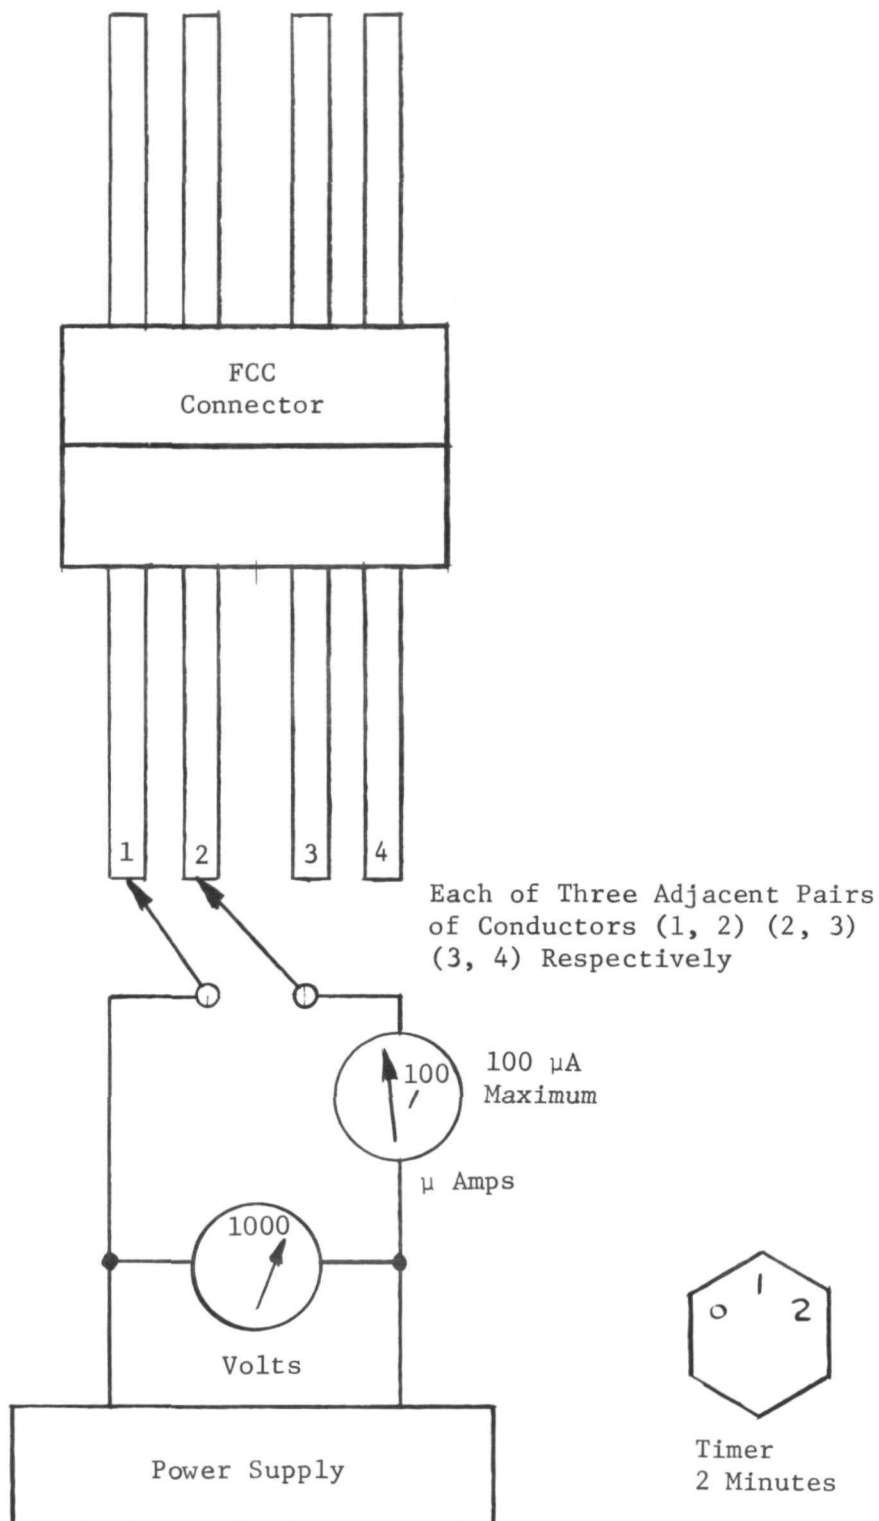 FCC
Connector
1 2 3 4
Each of Three Adjacent Pairs
of Conductors (1, 2) (2, 3)
(3, 4) Respectively
100
100 µA
Maximum
µ Amps
1000
Volts
0 1 2
Timer
2 Minutes
Power Supply